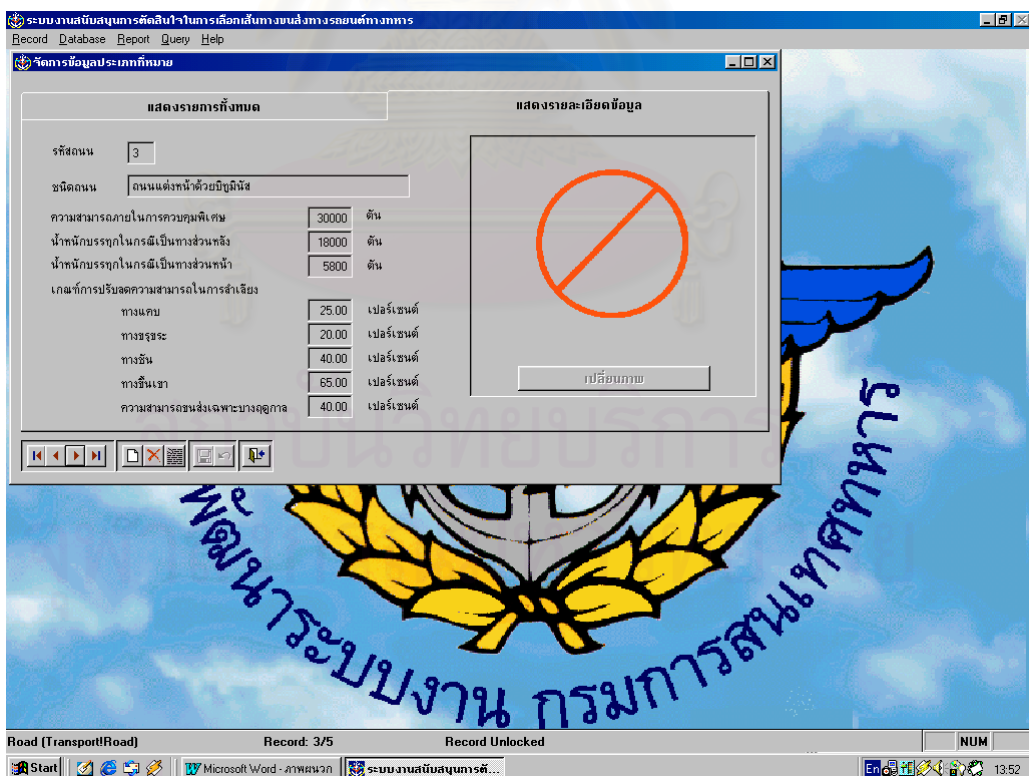 ระบบงานสนับสนุนการตัดสินใจในการเลือกเส้นทางขนส่งทางรถยนต์ทางทหาร
Record Database Report Query Help
จัดการข้อมูลประเภทที่หมาย
แสดงรายการทั้งหมด แสดงรายละเอียดข้อมูล
รหัสถนน 3
ชนิดถนน ถนนแต่งหน้าด้วยบิทูมินัส
ความสามารถภายในการควบคุมพิเศษ 30000 ตัน
น้ำหนักบรรทุกในกรณีเป็นทางส่วนหลัง 18000 ตัน
น้ำหนักบรรทุกในกรณีเป็นทางส่วนหน้า 5800 ตัน
เกณฑ์การปรับลดความสามารถในการลำเลียง
ทางแคบ 25.00 เปอร์เซนต์
ทางขรุขระ 20.00 เปอร์เซนต์
ทางชัน 40.00 เปอร์เซนต์
ทางขึ้นเขา 65.00 เปอร์เซนต์
ความสามารถขนส่งเฉพาะบางฤดูกาล 40.00 เปอร์เซนต์
เปลี่ยนภาพ
สถาบันวิทยบริการ
พัฒนาระบบงาน กรมการสนเทศทหาร
Road (Transport!Road) Record: 3/5 Record Unlocked NUM
Start Microsoft Word - ภาพผนวก ระบบงานสนับสนุนการตั... En 13:52